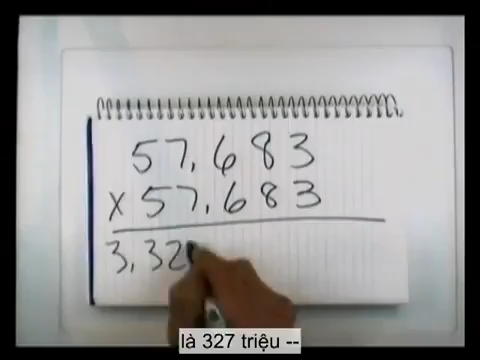 57,683
x 57,683
3,32
là 327 triệu --